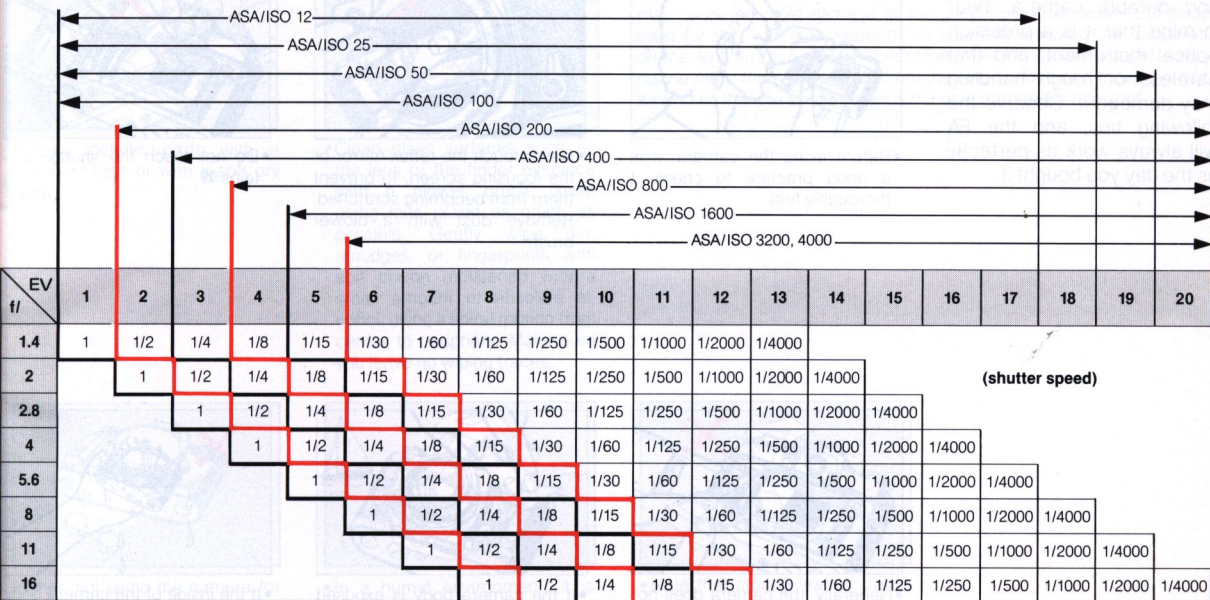 ASA/ISO 12
ASA/ISO 25
ASA/ISO 50
ASA/ISO 100
ASA/ISO 200
ASA/ISO 400
ASA/ISO 800
ASA/ISO 1600
ASA/ISO 3200, 4000
EV 1 2 3 4 5 6 7 8 9 10 11 12 13 14 15 16 17 18 19 20
f/
1.4 1 1/2 1/4 1/8 1/15 1/30 1/60 1/125 1/250 1/500 1/1000 1/2000 1/4000
2 1 1/2 1/4 1/8 1/15 1/30 1/60 1/125 1/250 1/500 1/1000 1/2000 1/4000 (shutter speed)
2.8 1 1/2 1/4 1/8 1/15 1/30 1/60 1/125 1/250 1/500 1/1000 1/2000 1/4000
4 1 1/2 1/4 1/8 1/15 1/30 1/60 1/125 1/250 1/500 1/1000 1/2000 1/4000
5.6 1 1/2 1/4 1/8 1/15 1/30 1/60 1/125 1/250 1/500 1/1000 1/2000 1/4000
8 1 1/2 1/4 1/8 1/15 1/30 1/60 1/125 1/250 1/500 1/1000 1/2000 1/4000
11 1 1/2 1/4 1/8 1/15 1/30 1/60 1/125 1/250 1/500 1/1000 1/2000 1/4000
16 1 1/2 1/4 1/8 1/15 1/30 1/60 1/125 1/250 1/500 1/1000 1/2000 1/4000